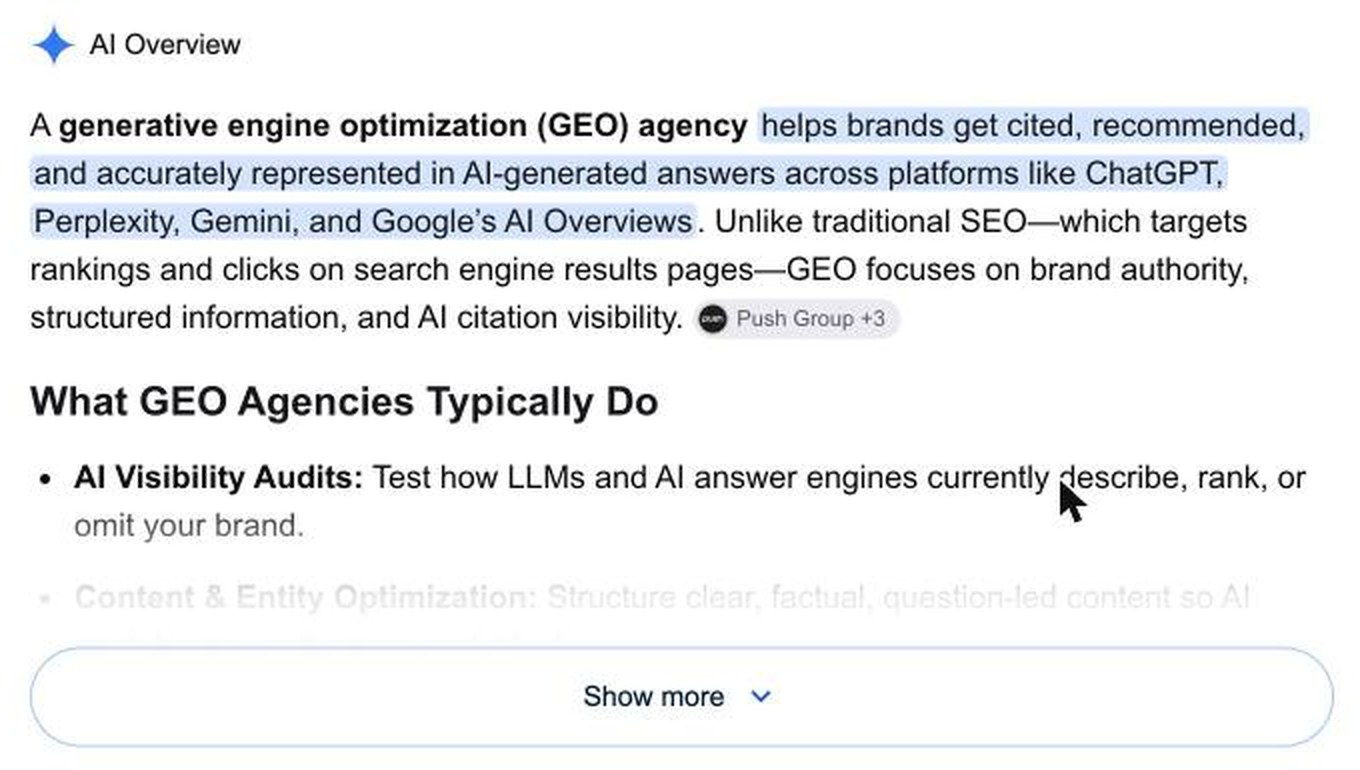 AI Overview
A generative engine optimization (GEO) agency helps brands get cited, recommended,
and accurately represented in AI-generated answers across platforms like ChatGPT,
Perplexity, Gemini, and Google’s AI Overviews. Unlike traditional SEO—which targets
rankings and clicks on search engine results pages—GEO focuses on brand authority,
structured information, and AI citation visibility. push Push Group +3
What GEO Agencies Typically Do
• AI Visibility Audits: Test how LLMs and AI answer engines currently describe, rank, or
omit your brand.
• Content & Entity Optimization: Structure clear, factual, question-led content so AI
Show more